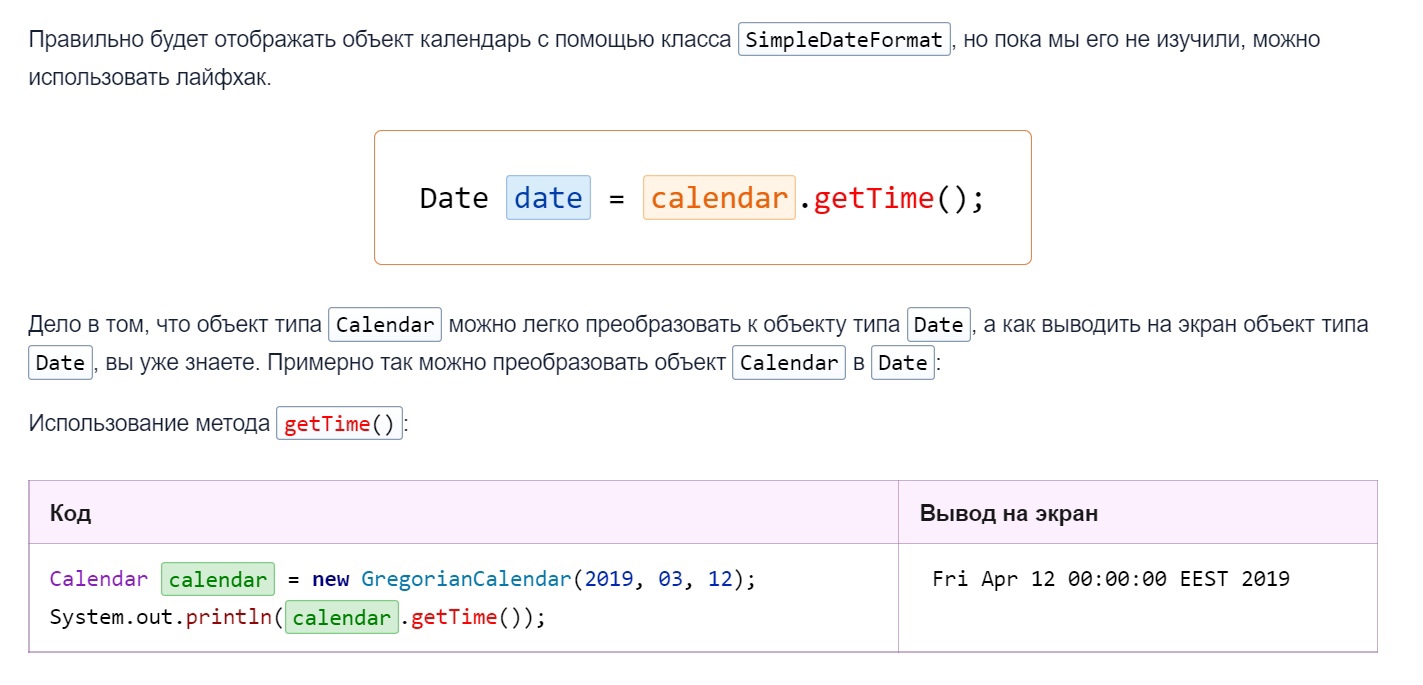 Правильно будет отображать объект календарь с помощью класса SimpleDateFormat, но пока мы его не изучили, можно
использовать лайфхак.
Date date = calendar.getTime();
Дело в том, что объект типа Calendar можно легко преобразовать к объекту типа Date, а как выводить на экран объект типа
Date, вы уже знаете. Примерно так можно преобразовать объект Calendar в Date:
Использование метода getTime():
Код
Вывод на экран
Calendar calendar = new GregorianCalendar(2019, 03, 12);
System.out.println(calendar.getTime());
Fri Apr 12 00:00:00 EEST 2019